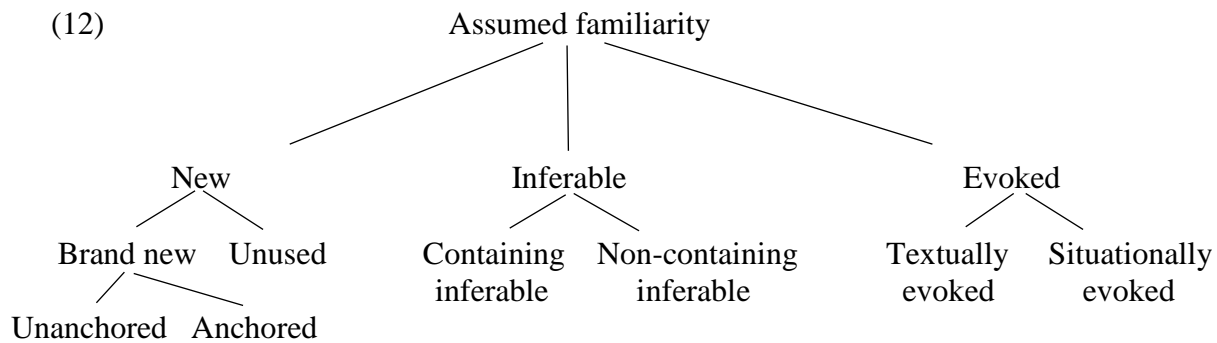 (12) Assumed familiarity
New Inferable Evoked
Brand new Unused Containing inferable Non-containing inferable Textually evoked Situationally evoked
Unanchored Anchored